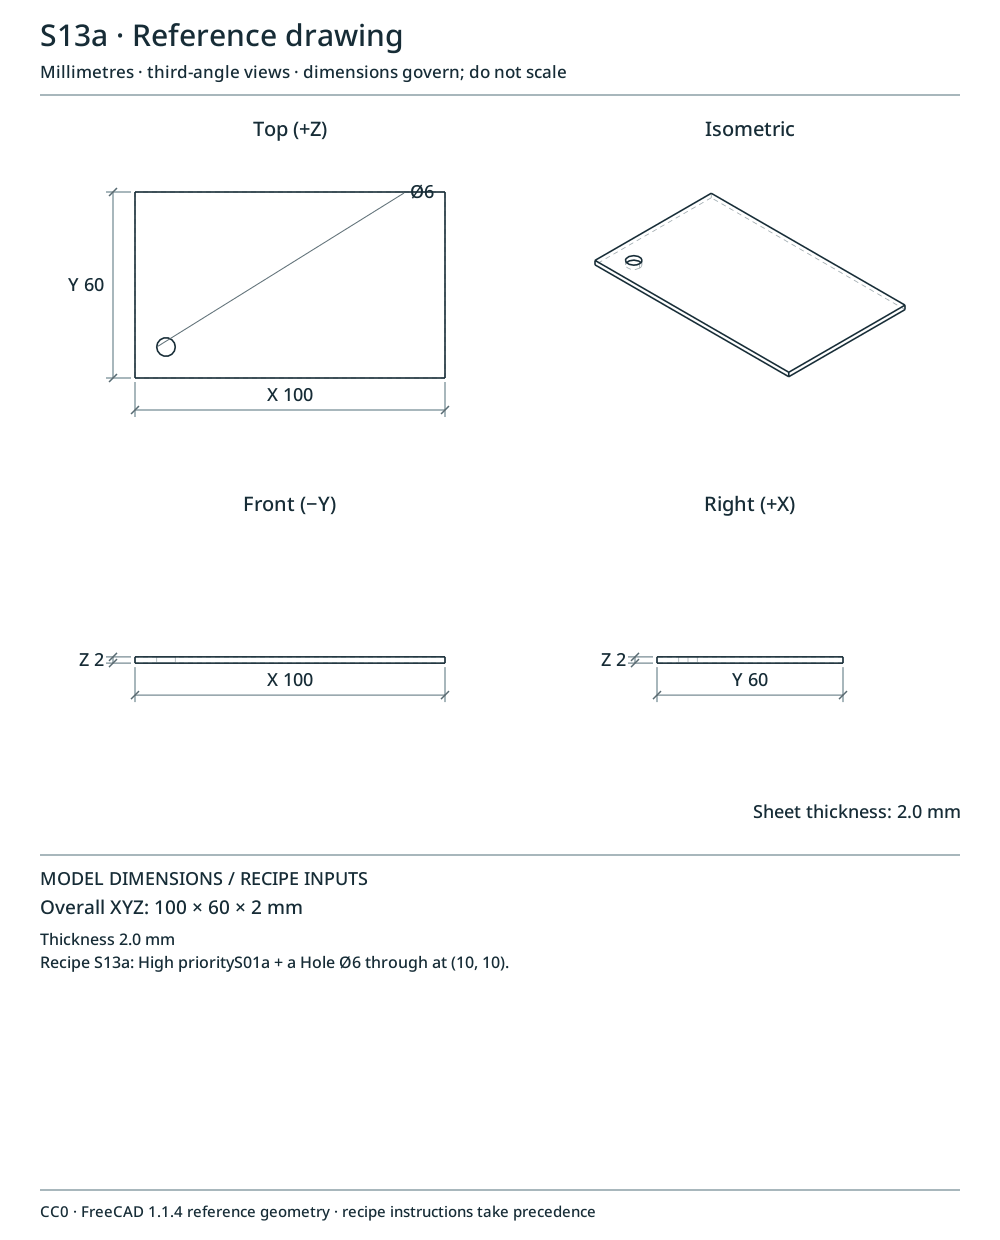 S13a · Reference drawing
Millimetres · third-angle views · dimensions govern; do not scale
Top (+Z)
Isometric
Ø6
Y 60
X 100
Front (−Y)
Right (+X)
Z 2
X 100
Z 2
Y 60
Sheet thickness: 2.0 mm
MODEL DIMENSIONS / RECIPE INPUTS
Overall XYZ: 100 × 60 × 2 mm
Thickness 2.0 mm
Recipe S13a: High priorityS01a + a Hole Ø6 through at (10, 10).
CC0 · FreeCAD 1.1.4 reference geometry · recipe instructions take precedence